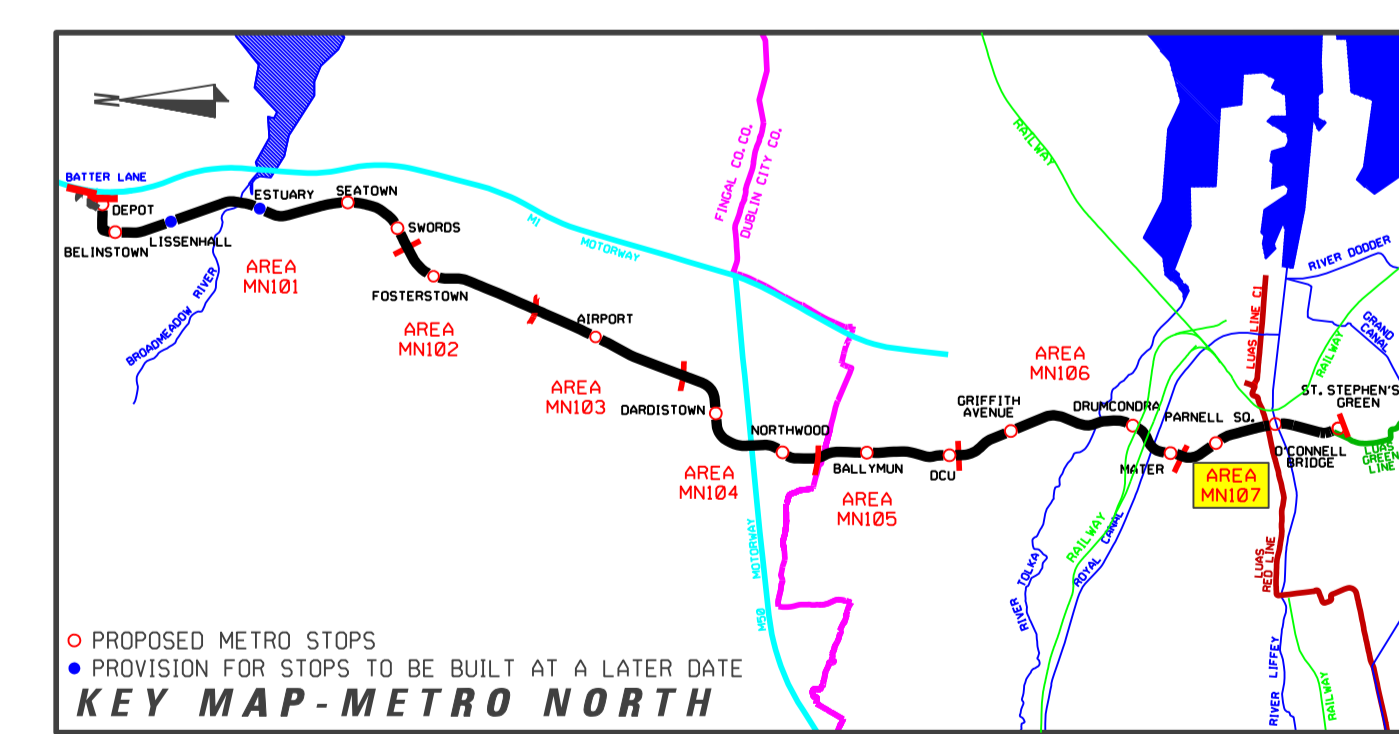 BATTER LANE
DEPOT
BELINSTOWN
LISSENHALL
ESTUARY
SEATOWN
SWORDS
BROADMEADOW RIVER
AREA
MN101
FOSTERSTOWN
AREA
MN102
AIRPORT
AREA
MN103
M1
MOTORWAY
FINGAL CO. CO.
DUBLIN CITY CO.
DARDISTOWN
NORTHWOOD
AREA
MN104
MOTORWAY
M50
BALLYMUN
AREA
MN105
DCU
GRIFFITH
AVENUE
AREA
MN106
RAILWAY
DRUMCONDRA
MATER
PARNELL SQ.
AREA
MN107
RIVER TOLKA
RAILWAY
ROYAL CANAL
LUAS LINE C1
RIVER DODDER
GRAND
CANAL
RAILWAY
ST. STEPHEN'S
GREEN
O'CONNELL
BRIDGE
LUAS
GREEN
LINE
LUAS
RED LINE
RIVER LIFFEY
RAILWAY
PROPOSED METRO STOPS
PROVISION FOR STOPS TO BE BUILT AT A LATER DATE
KEY MAP-METRO NORTH